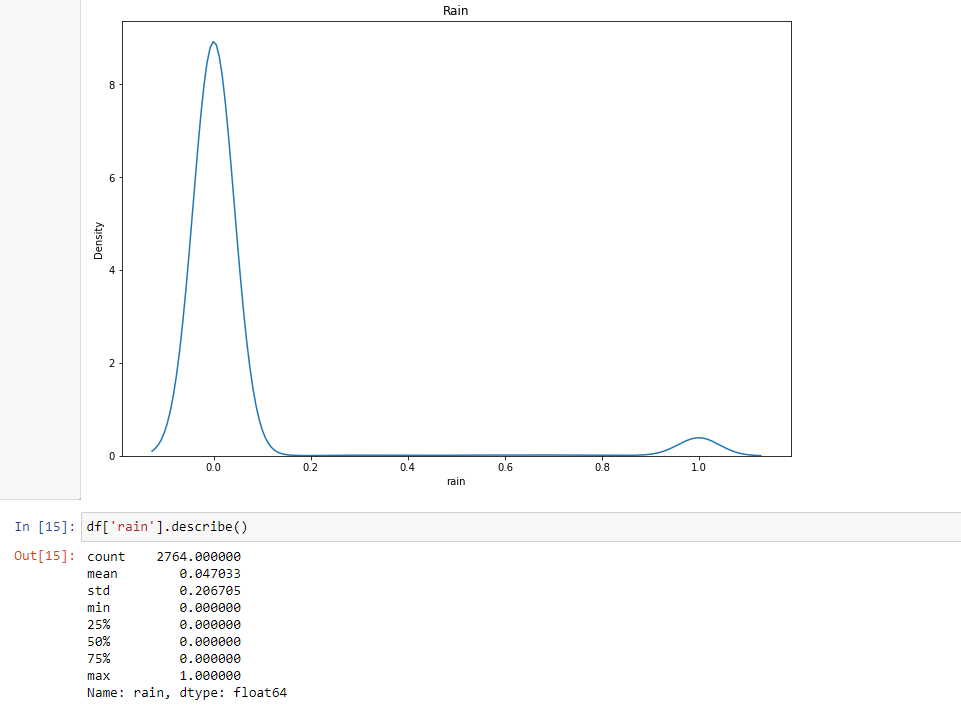 Rain
8
6
4
2
0
Density
0.0 0.2 0.4 0.6 0.8 1.0
rain
In [15]: df['rain'].describe()
Out[15]: count 2764.000000
mean 0.047033
std 0.206705
min 0.000000
25% 0.000000
50% 0.000000
75% 0.000000
max 1.000000
Name: rain, dtype: float64